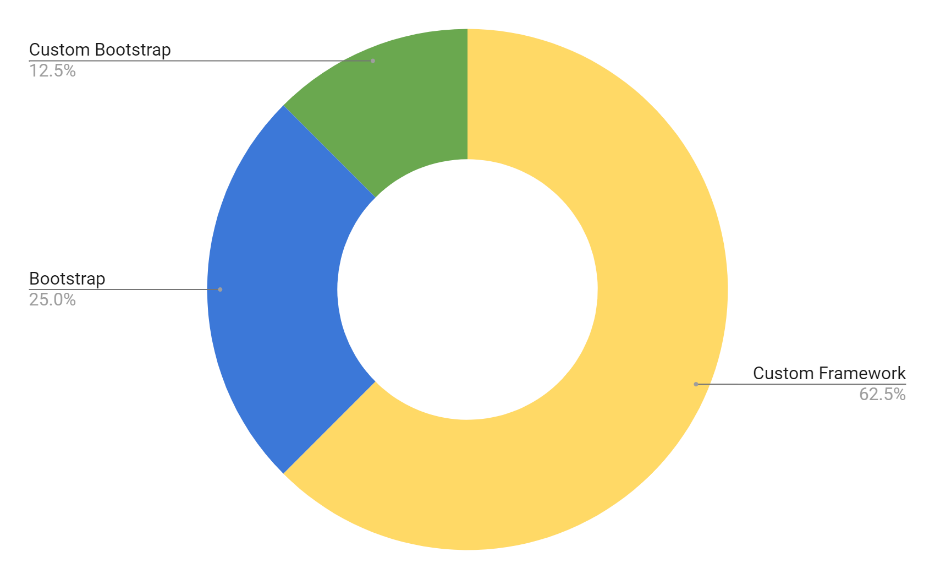 Custom Bootstrap
12.5%
Bootstrap
25.0%
Custom Framework
62.5%